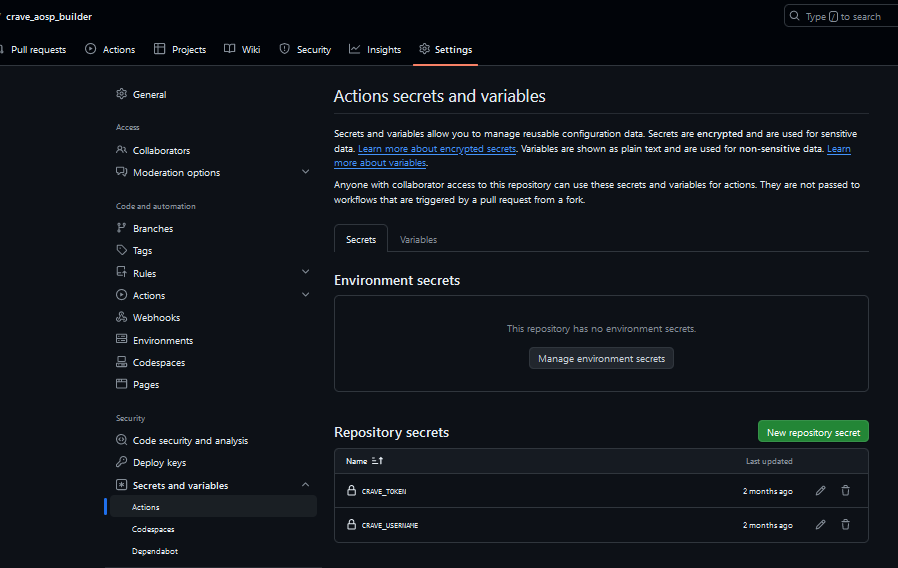 crave_aosp_builder
Type / to search
Pull requests
Actions
Projects
Wiki
Security
Insights
Settings
General
Access
Collaborators
Moderation options
Code and automation
Branches
Tags
Rules
Actions
Webhooks
Environments
Codespaces
Pages
Security
Code security and analysis
Deploy keys
Secrets and variables
Actions
Codespaces
Dependabot
Actions secrets and variables
Secrets and variables allow you to manage reusable configuration data. Secrets are encrypted and are used for sensitive
data. Learn more about encrypted secrets. Variables are shown as plain text and are used for non-sensitive data. Learn
more about variables.
Anyone with collaborator access to this repository can use these secrets and variables for actions. They are not passed to
workflows that are triggered by a pull request from a fork.
Secrets
Variables
Environment secrets
This repository has no environment secrets.
Manage environment secrets
Repository secrets
New repository secret
Name
Last updated
CRAVE_TOKEN
2 months ago
CRAVE_USERNAME
2 months ago